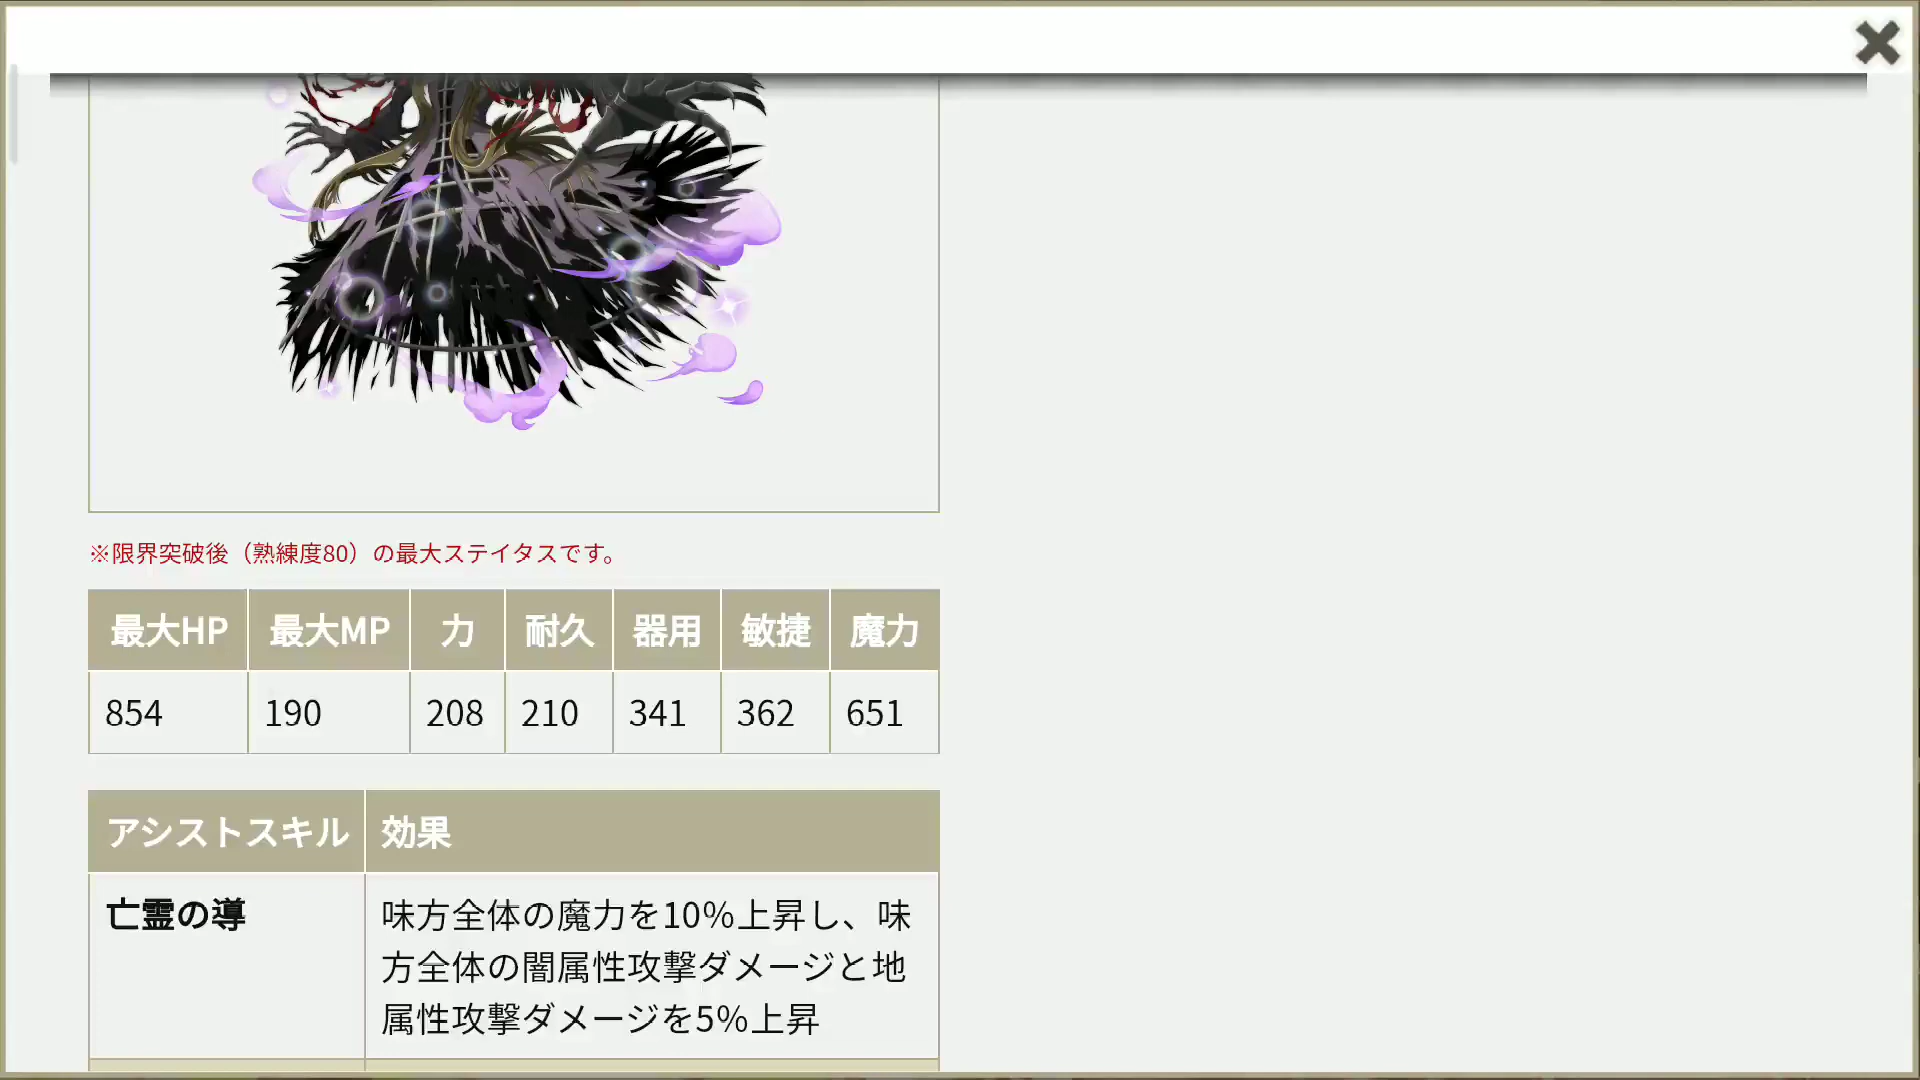 ※限界突破後（熟練度80）の最大ステイタスです。
最大HP 最大MP 力 耐久 器用 敏捷 魔力
854 190 208 210 341 362 651
アシストスキル 効果
亡霊の導 味方全体の魔力を10%上昇し、味
方全体の闇属性攻撃ダメージと地
属性攻撃ダメージを5%上昇